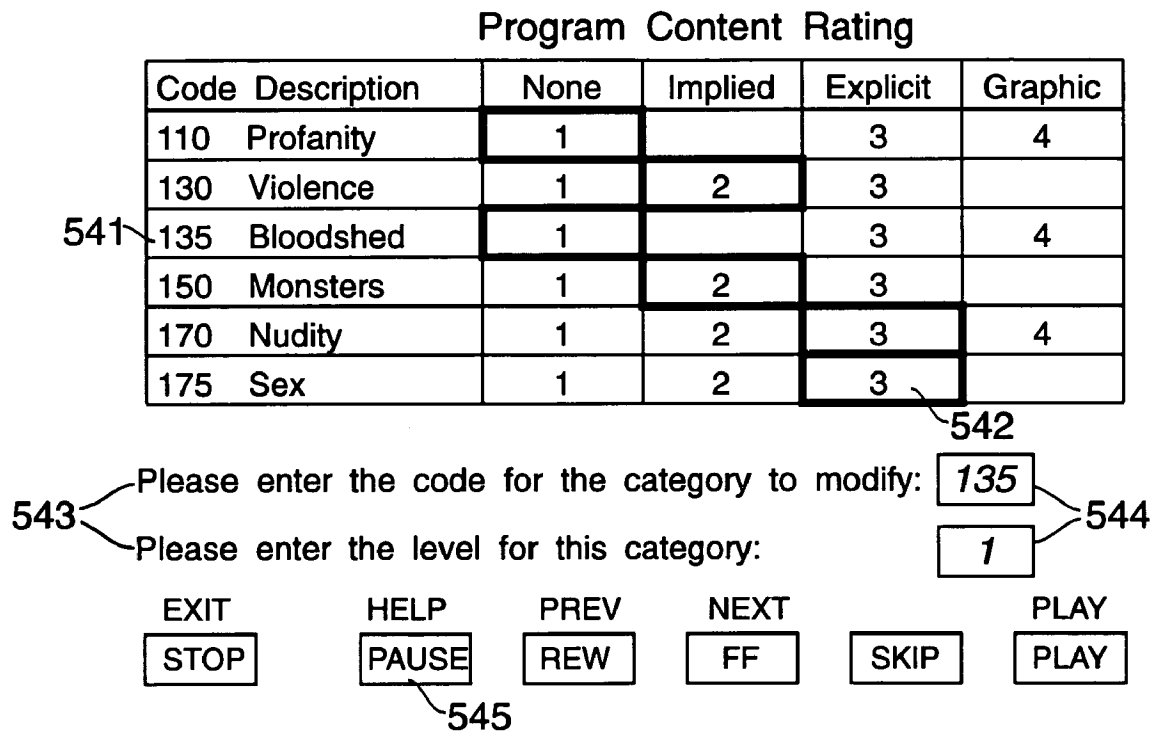 Program Content Rating
Code Description None Implied Explicit Graphic
110 Profanity 1 3 4
130 Violence 1 2 3
541 135 Bloodshed 1 3 4
150 Monsters 1 2 3
170 Nudity 1 2 3 4
175 Sex 1 2 3
542
Please enter the code for the category to modify: 135
543 544
Please enter the level for this category: 1
EXIT HELP PREV NEXT PLAY
STOP PAUSE REW FF SKIP PLAY
545